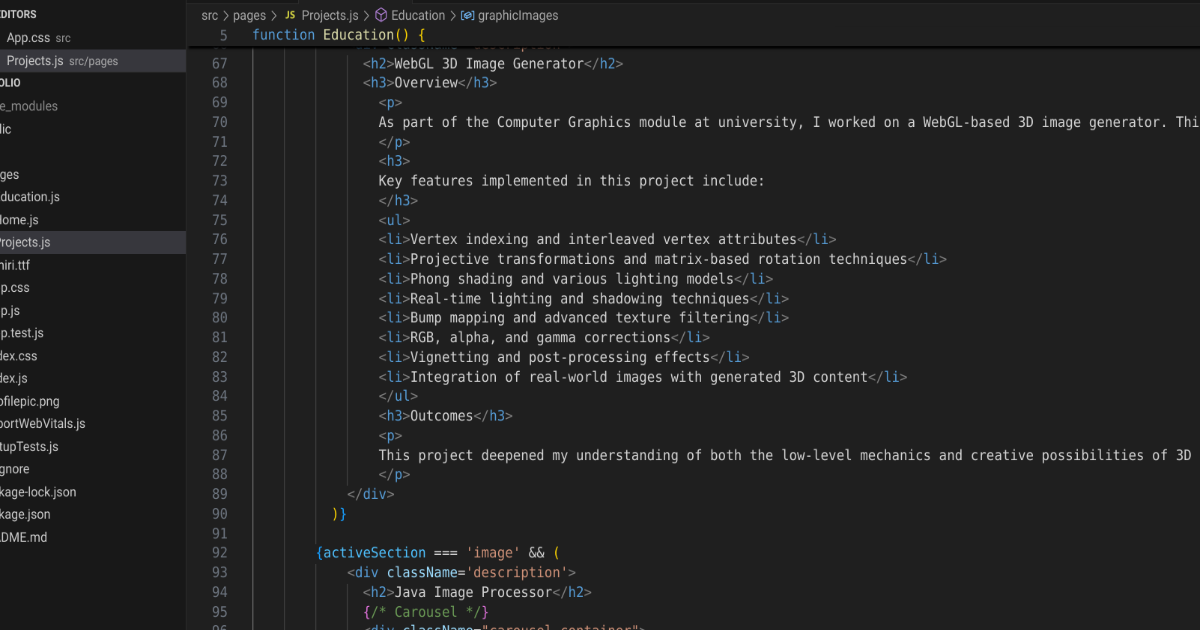 EDITORS
App.css src
Projects.js src/pages
OLIO
e_modules
lic
ges
ducation.js
Home.js
Projects.js
niri.ttf
p.css
p.js
p.test.js
dex.css
dex.js
ofilepic.png
portWebVitals.js
tupTests.js
gnore
kage-lock.json
kage.json
DME.md
src > pages > JS Projects.js > Education > graphicImages
5 function Education() {
67 <h2>WebGL 3D Image Generator</h2>
68 <h3>Overview</h3>
69 <p>
70 As part of the Computer Graphics module at university, I worked on a WebGL-based 3D image generator. Thi
71 </p>
72 <h3>
73 Key features implemented in this project include:
74 </h3>
75 <ul>
76 <li>Vertex indexing and interleaved vertex attributes</li>
77 <li>Projective transformations and matrix-based rotation techniques</li>
78 <li>Phong shading and various lighting models</li>
79 <li>Real-time lighting and shadowing techniques</li>
80 <li>Bump mapping and advanced texture filtering</li>
81 <li>RGB, alpha, and gamma corrections</li>
82 <li>Vignetting and post-processing effects</li>
83 <li>Integration of real-world images with generated 3D content</li>
84 </ul>
85 <h3>Outcomes</h3>
86 <p>
87 This project deepened my understanding of both the low-level mechanics and creative possibilities of 3D
88 </p>
89 </div>
90 )}
91
92 {activeSection === 'image' && (
93 <div className='description'>
94 <h2>Java Image Processor</h2>
95 {/* Carousel */}
96 <div className="carousel-container">